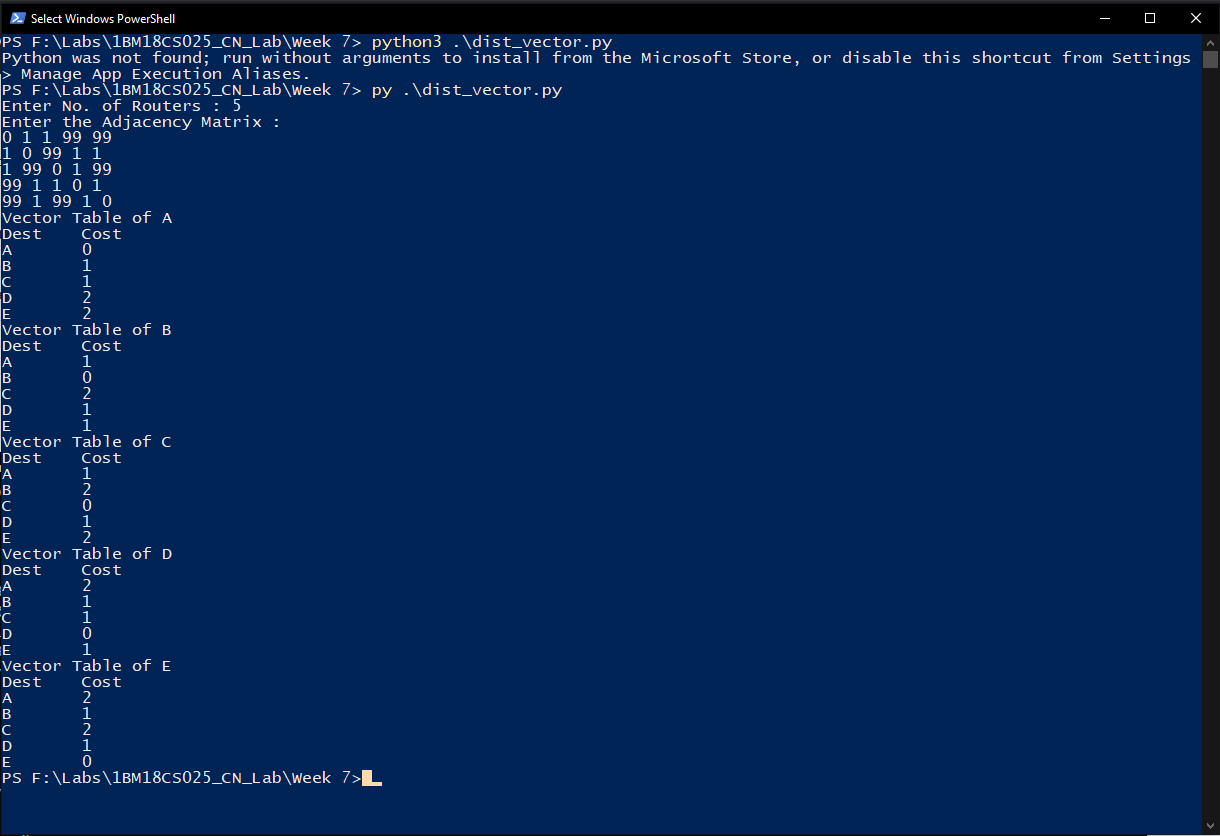 Select Windows PowerShell
PS F:\Labs\1BM18CS025_CN_Lab\Week 7> python3 .\dist_vector.py
Python was not found; run without arguments to install from the Microsoft Store, or disable this shortcut from Settings
> Manage App Execution Aliases.
PS F:\Labs\1BM18CS025_CN_Lab\Week 7> py .\dist_vector.py
Enter No. of Routers : 5
Enter the Adjacency Matrix :
0 1 1 99 99
1 0 99 1 1
1 99 0 1 99
99 1 1 0 1
99 1 99 1 0
Vector Table of A
Dest    Cost
A       0
B       1
C       1
D       2
E       2
Vector Table of B
Dest    Cost
A       1
B       0
C       2
D       1
E       1
Vector Table of C
Dest    Cost
A       1
B       2
C       0
D       1
E       2
Vector Table of D
Dest    Cost
A       2
B       1
C       1
D       0
E       1
Vector Table of E
Dest    Cost
A       2
B       1
C       2
D       1
E       0
PS F:\Labs\1BM18CS025_CN_Lab\Week 7>